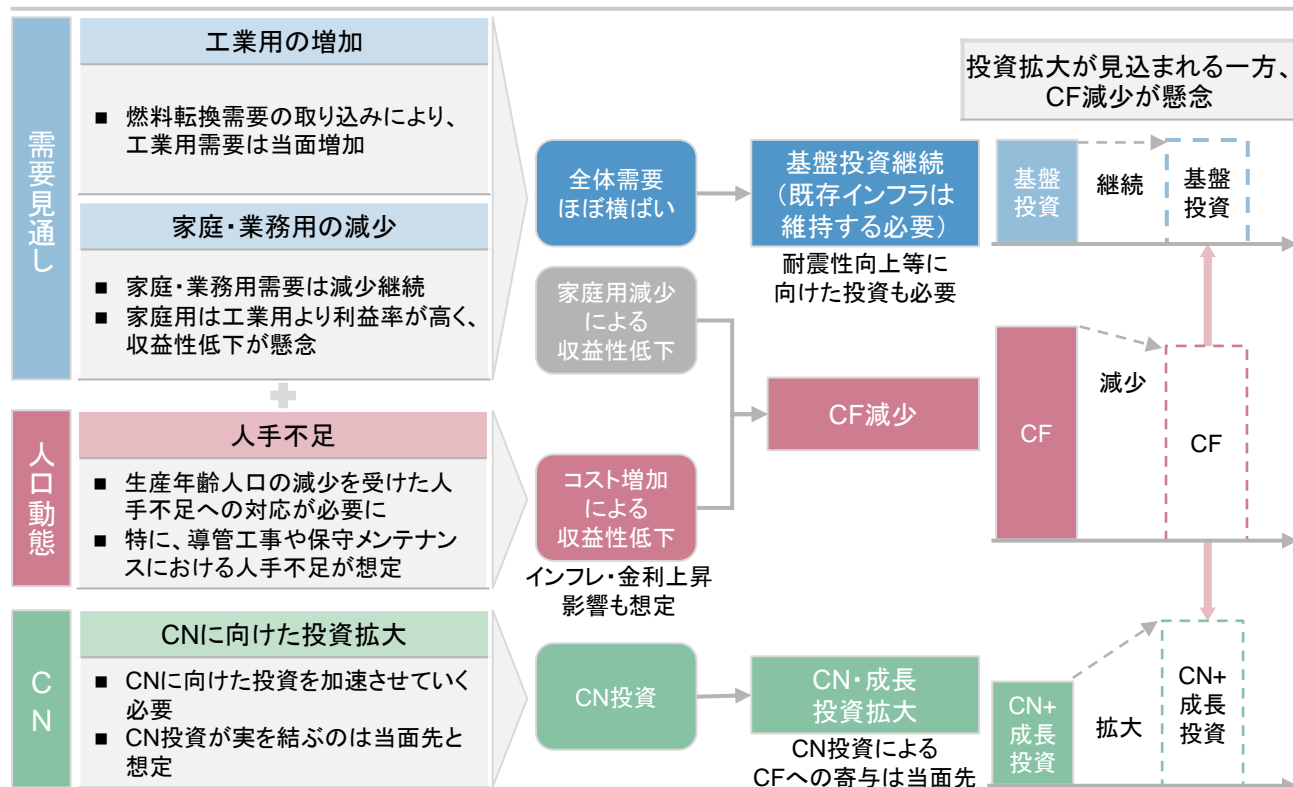 需要見通し
工業用の増加
■ 燃料転換需要の取り込みにより、
工業用需要は当面増加
家庭・業務用の減少
■ 家庭・業務用需要は減少継続
■ 家庭用は工業用より利益率が高く、
収益性低下が懸念
人口動態
人手不足
■ 生産年齢人口の減少を受けた人
手不足への対応が必要に
■ 特に、導管工事や保守メンテナン
スにおける人手不足が想定
CN
CNに向けた投資拡大
■ CNに向けた投資を加速させていく
必要
■ CN投資が実を結ぶのは当面先と
想定
全体需要
ほぼ横ばい
家庭用減少
による
収益性低下
コスト増加
による
収益性低下
インフレ・金利上昇
影響も想定
CN投資
基盤投資継続
（既存インフラは
維持する必要）
耐震性向上等に
向けた投資も必要
CF減少
CN・成長
投資拡大
CN投資による
CFへの寄与は当面先
投資拡大が見込まれる一方、
CF減少が懸念
基盤
投資
継続
基盤
投資
CF
減少
CF
CN+
成長
投資
拡大
CN+
成長
投資